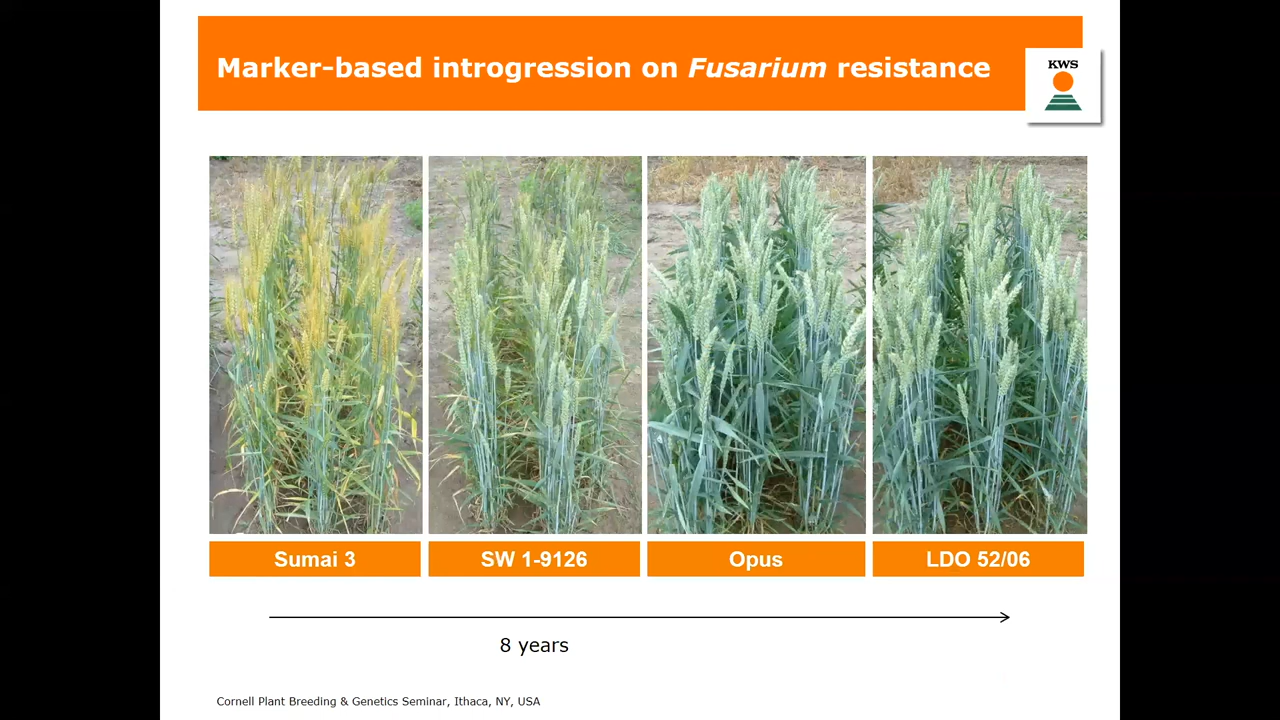 Marker-based introgression on Fusarium resistance
KWS
Sumai 3
SW 1-9126
Opus
LDO 52/06
8 years
Cornell Plant Breeding & Genetics Seminar, Ithaca, NY, USA